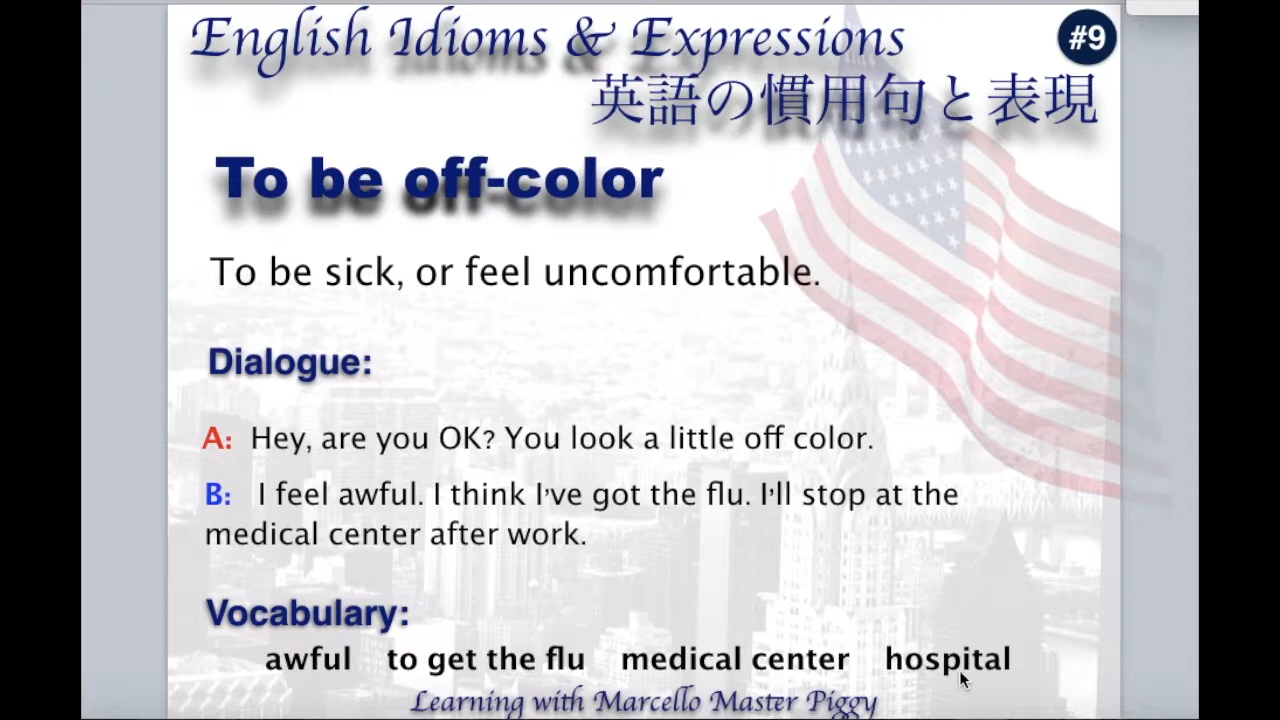 English Idioms & Expressions
#9
英語の慣用句と表現
To be off-color
To be sick, or feel uncomfortable.
Dialogue:
A: Hey, are you OK? You look a little off color.
B: I feel awful. I think I've got the flu. I'll stop at the
medical center after work.
Vocabulary:
awful to get the flu medical center hospital
Learning with Marcello Master Piggy